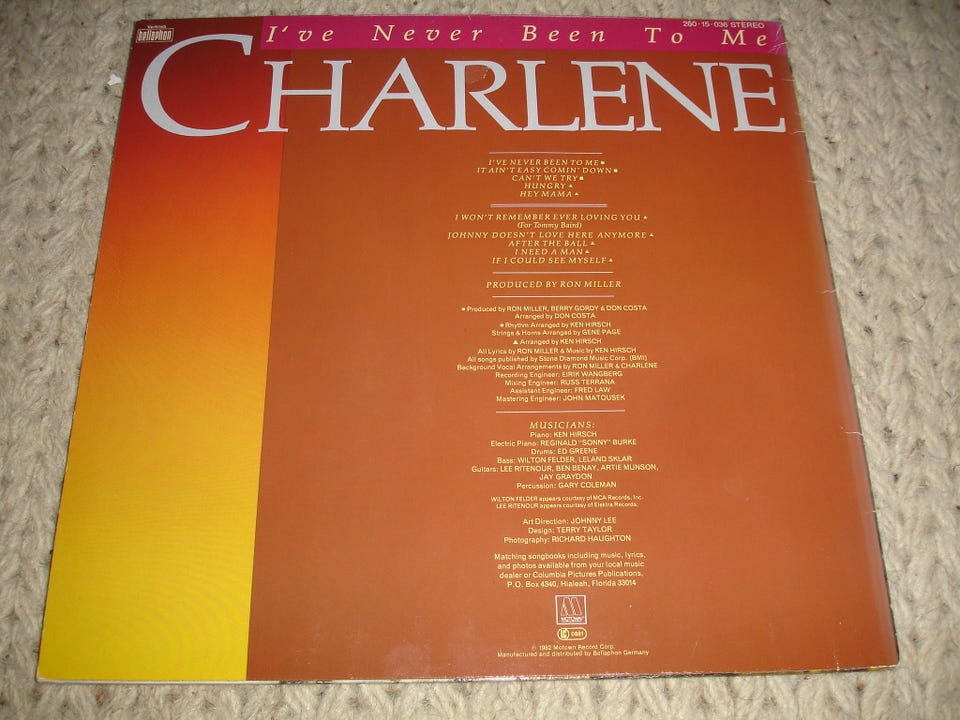 Vertrieb
bellaphon
260·15·036 STEREO
I've Never Been To Me
CHARLENE
I'VE NEVER BEEN TO ME ■
IT AIN'T EASY COMIN' DOWN ■
CAN'T WE TRY ■
HUNGRY ▲
HEY MAMA ▲
I WON'T REMEMBER EVER LOVING YOU ▲
(For Tommy Baird)
JOHNNY DOESN'T LOVE HERE ANYMORE ▲
AFTER THE BALL ▲
I NEED A MAN ▲
IF I COULD SEE MYSELF ▲
PRODUCED BY RON MILLER
● Produced by RON MILLER, BERRY GORDY & DON COSTA
Arranged by DON COSTA
■ Rhythm Arranged by KEN HIRSCH
Strings & Horns Arranged by GENE PAGE
▲ Arranged by KEN HIRSCH
All Lyrics by RON MILLER & Music by KEN HIRSCH
All songs published by Stone Diamond Music Corp. (BMI)
Background Vocal Arrangements by RON MILLER & CHARLENE
Recording Engineer: EIRIK WANGBERG
Mixing Engineer: RUSS TERRANA
Assistant Engineer: FRED LAW
Mastering Engineer: JOHN MATOUSEK
MUSICIANS:
Piano: KEN HIRSCH
Electric Piano: REGINALD "SONNY" BURKE
Drums: ED GREENE
Bass: WILTON FELDER, LELAND SKLAR
Guitars: LEE RITENOUR, BEN BENAY, ARTIE MUNSON,
JAY GRAYDON
Percussion: GARY COLEMAN
WILTON FELDER appears courtesy of MCA Records, Inc.
LEE RITENOUR appears courtesy of Elektra Records.
Art Direction: JOHNNY LEE
Design: TERRY TAYLOR
Photography: RICHARD HAUGHTON
Matching songbooks including music, lyrics,
and photos available from your local music
dealer or Columbia Pictures Publications,
P.O. Box 4340, Hialeah, Florida 33014
M
MOTOWN
LC 0881
℗ 1982 Motown Record Corp.
Manufactured and distributed by Bellaphon Germany